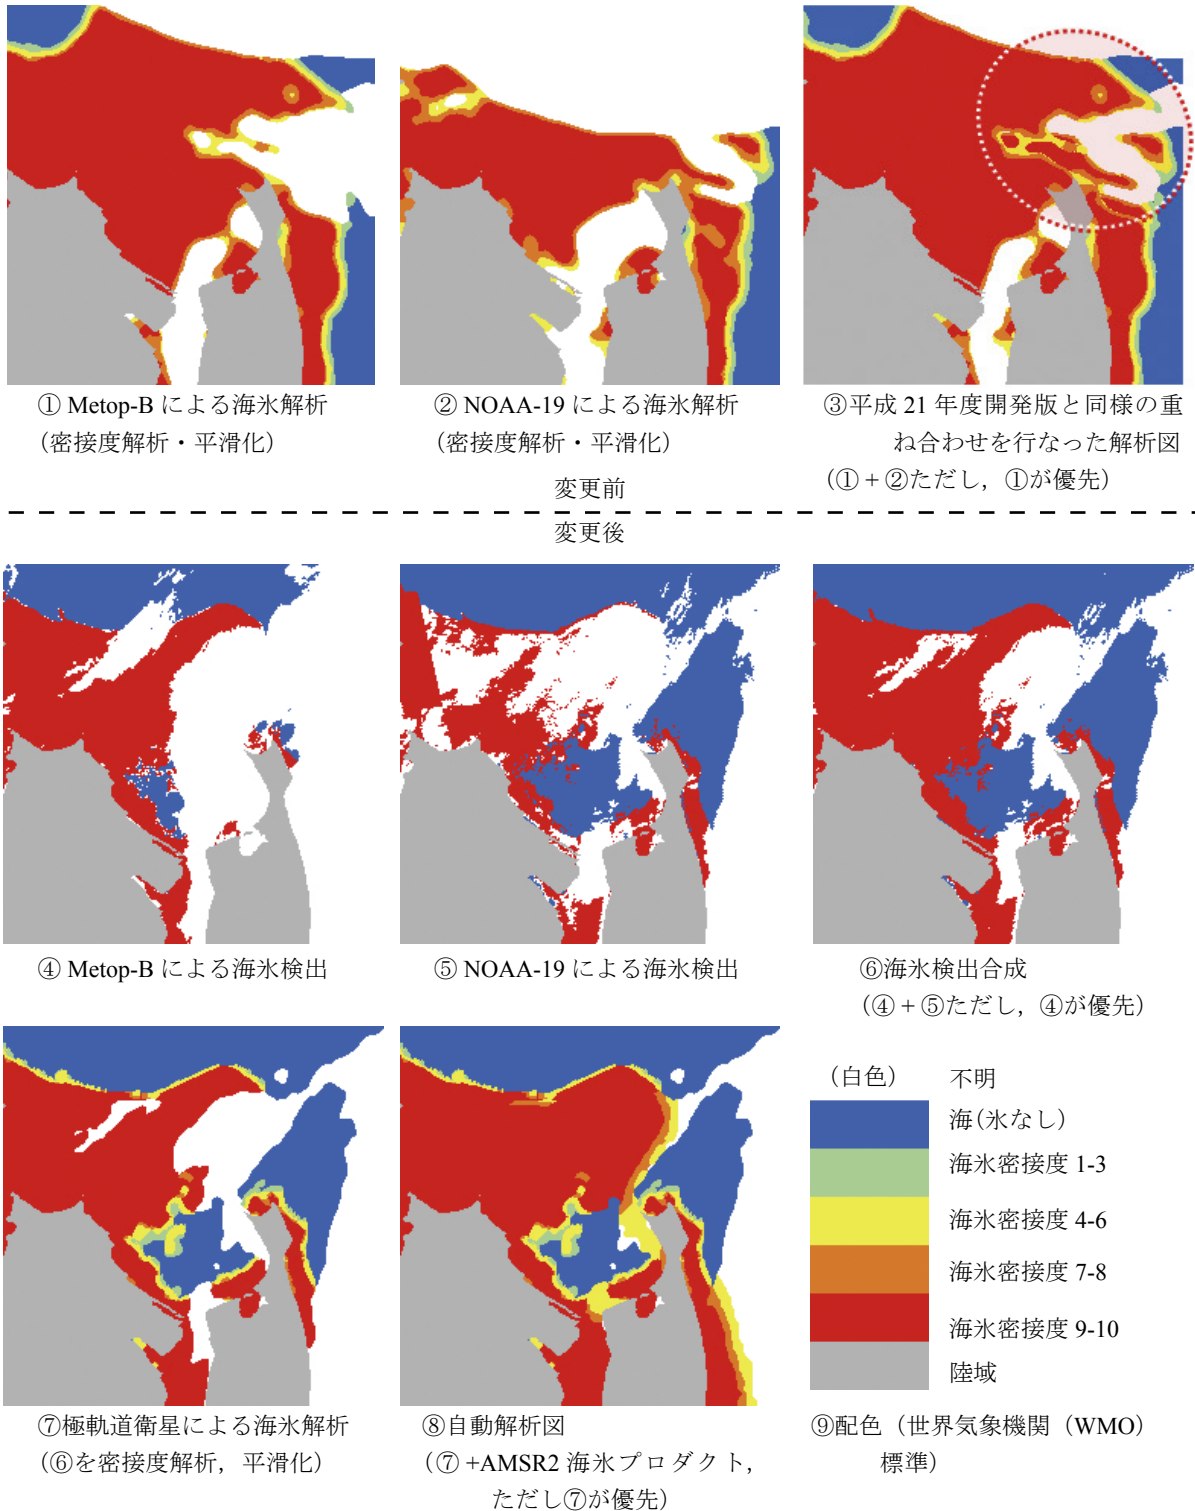 ① Metop-B による海氷解析
(密接度解析・平滑化)
② NOAA-19 による海氷解析
(密接度解析・平滑化)
③平成 21 年度開発版と同様の重
ね合わせを行なった解析図
(① + ②ただし，①が優先)
変更前
変更後
④ Metop-B による海氷検出
⑤ NOAA-19 による海氷検出
⑥海氷検出合成
(④ + ⑤ただし，④が優先)
⑦極軌道衛星による海氷解析
(⑥を密接度解析，平滑化)
⑧自動解析図
(⑦ +AMSR2 海氷プロダクト，
ただし⑦が優先)
(白色) 不明
海(氷なし)
海氷密接度 1-3
海氷密接度 4-6
海氷密接度 7-8
海氷密接度 9-10
陸域
⑨配色（世界気象機関（WMO）
標準）